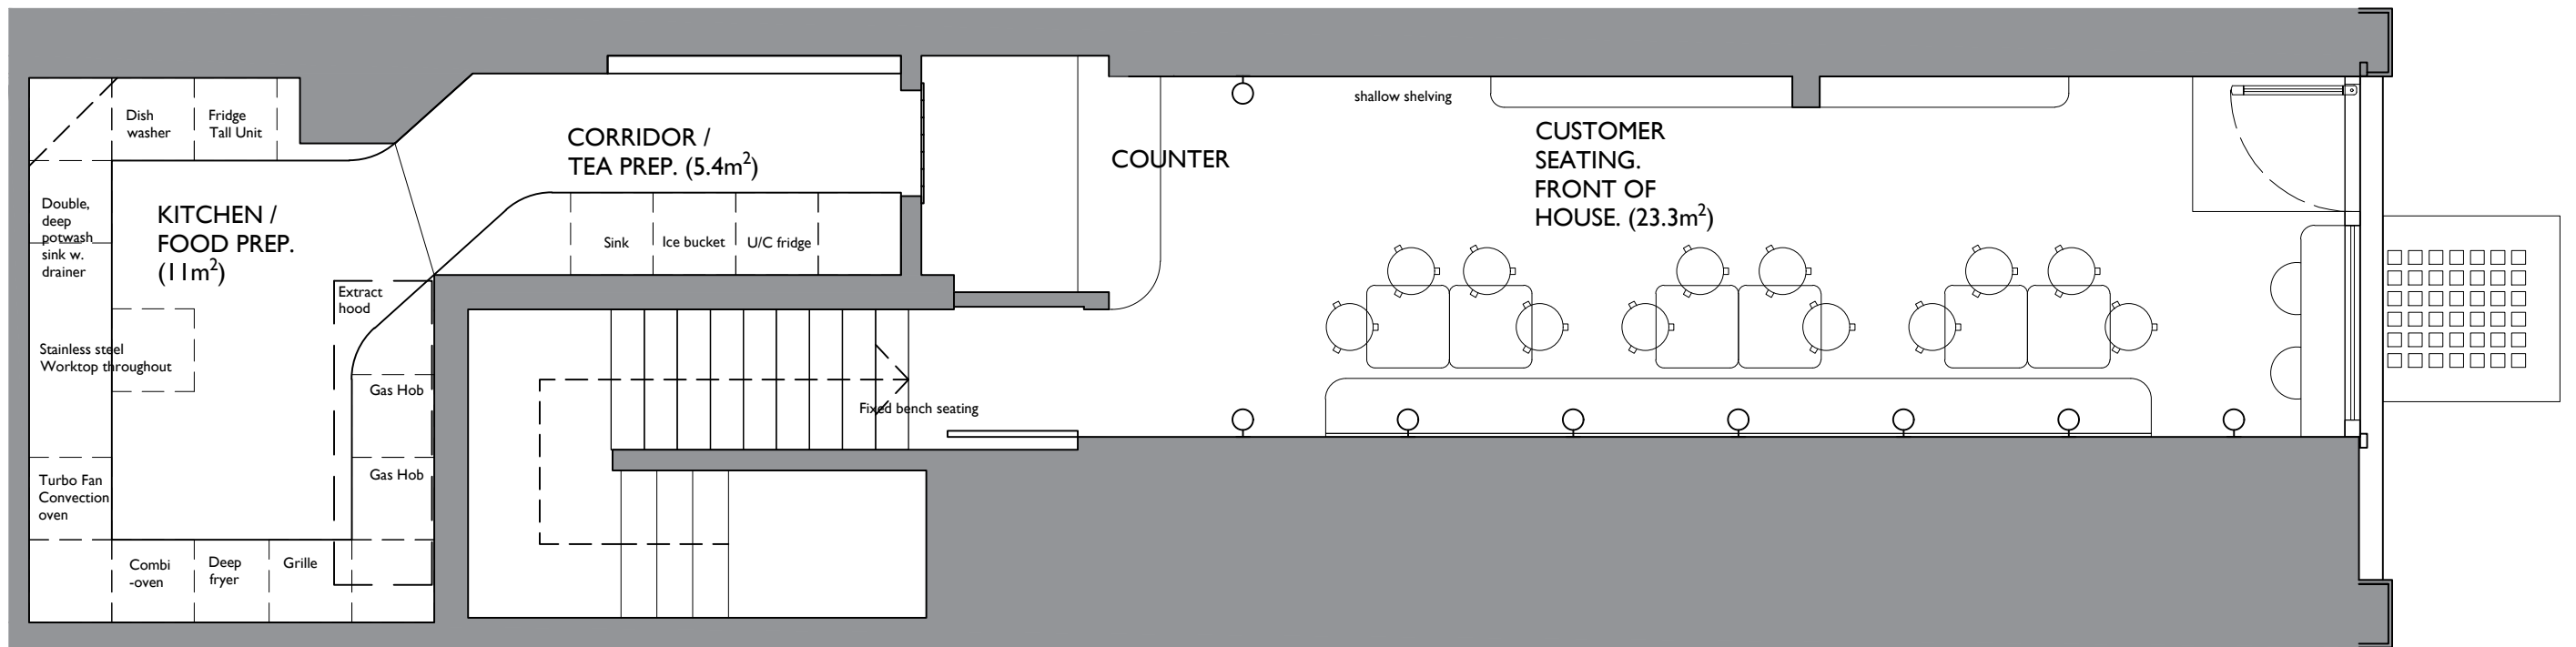 Dish
washer
Fridge
Tall Unit
Double,
deep
potwash
sink w.
drainer
KITCHEN /
FOOD PREP.
(11m²)
Extract
hood
Stainless steel
Worktop throughout
Gas Hob
Gas Hob
Turbo Fan
Convection
oven
Combi
-oven
Deep
fryer
Grille
CORRIDOR /
TEA PREP. (5.4m²)
Sink
Ice bucket
U/C fridge
Fixed bench seating
COUNTER
shallow shelving
CUSTOMER
SEATING.
FRONT OF
HOUSE. (23.3m²)